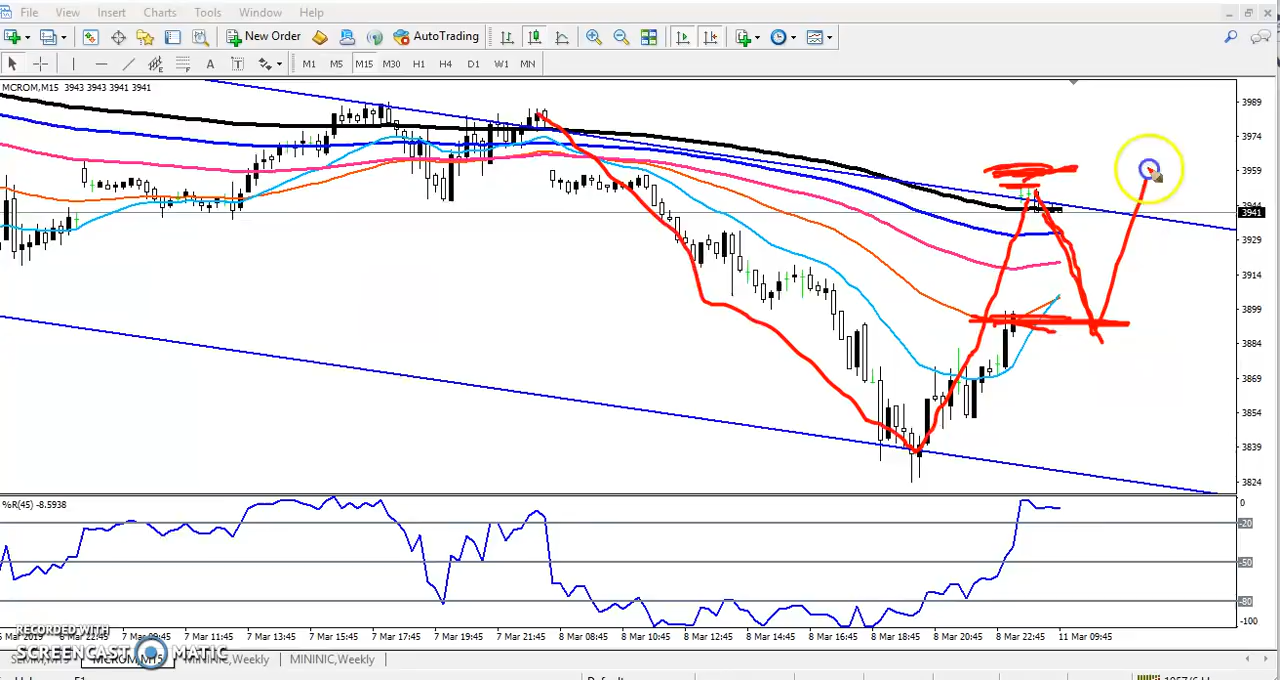 File View Insert Charts Tools Window Help
New Order AutoTrading
A T M1 M5 M15 M30 H1 H4 D1 W1 MN
MCROM,M15 3943 3943 3941 3941
3989
3974
3959
3944
3941
3929
3914
3899
3884
3869
3854
3839
3824
%R(45) -8.5938
0
-20
-50
-80
-100
7 Mar 09:45 7 Mar 11:45 7 Mar 13:45 7 Mar 15:45 7 Mar 17:45 7 Mar 19:45 7 Mar 21:45 8 Mar 08:45 8 Mar 10:45 8 Mar 12:45 8 Mar 14:45 8 Mar 16:45 8 Mar 18:45 8 Mar 20:45 8 Mar 22:45 11 Mar 09:45
RECORDED WITH
SCREENCAST MATIC
MCROM,M15 MININIC,Weekly MININIC,Weekly